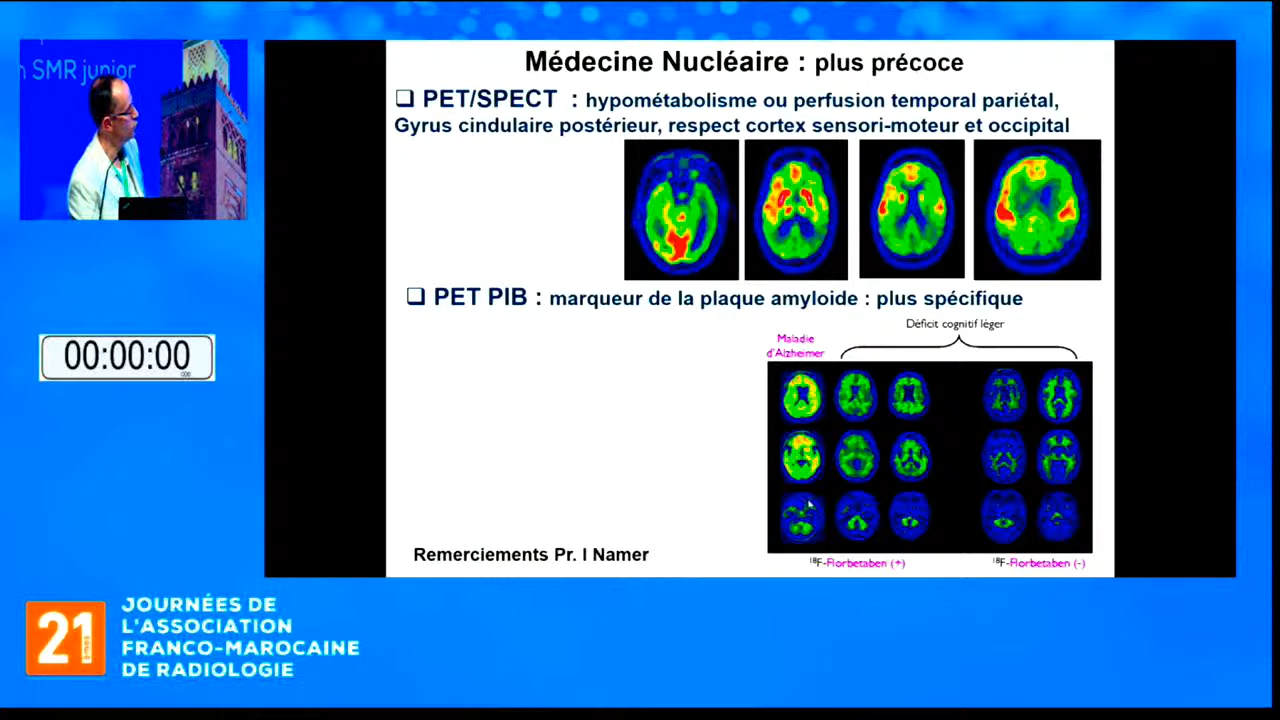 n SMR junior
Médecine Nucléaire : plus précoce
❑ PET/SPECT : hypométabolisme ou perfusion temporal pariétal,
Gyrus cindulaire postérieur, respect cortex sensori-moteur et occipital
❑ PET PIB : marqueur de la plaque amyloide : plus spécifique
Déficit cognitif léger
Maladie
d'Alzheimer
00:00:00
Remerciements Pr. I Namer
18F-Florbetaben (+)
18F-Florbetaben (-)
21
èmes
JOURNÉES DE
L'ASSOCIATION
FRANCO-MAROCAINE
DE RADIOLOGIE